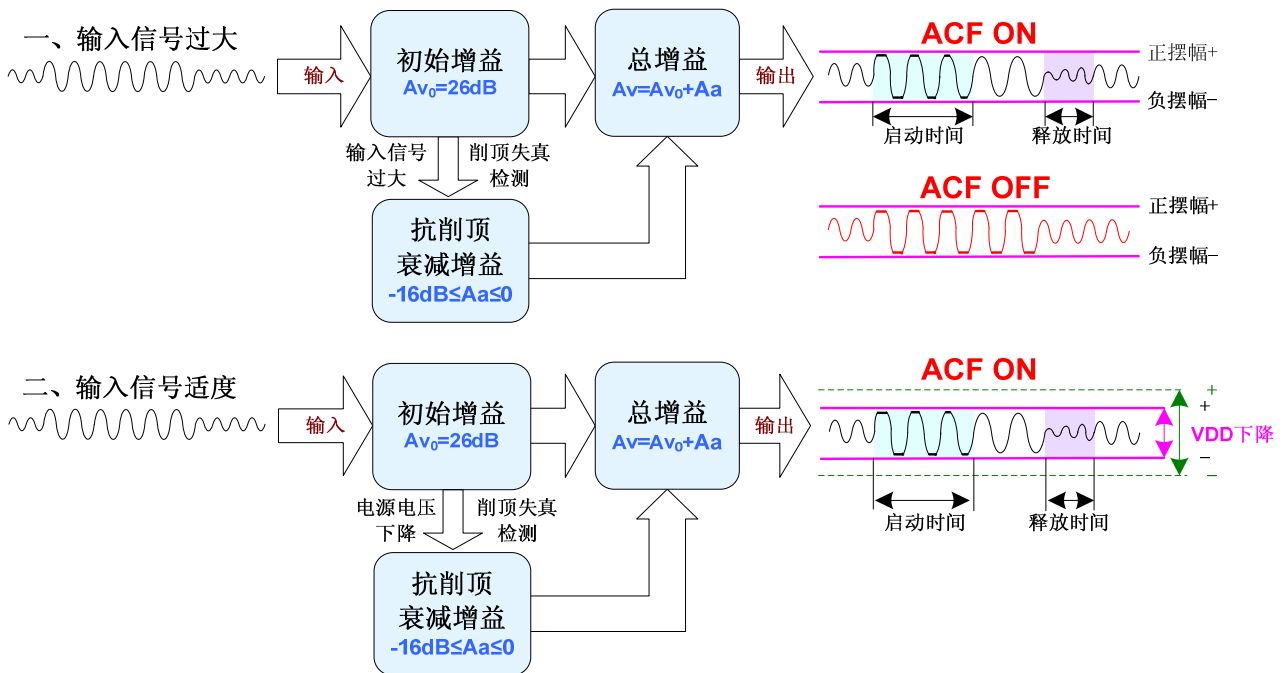 一、输入信号过大
输入
初始增益
Av₀=26dB
总增益
Av=Av₀+Aa
输出
ACF ON
正摆幅+
负摆幅−
启动时间
释放时间
输入信号
过大
削顶失真
检测
抗削顶
衰减增益
-16dB≤Aa≤0
ACF OFF
正摆幅+
负摆幅−
二、输入信号适度
输入
初始增益
Av₀=26dB
总增益
Av=Av₀+Aa
输出
ACF ON
+
+
VDD下降
−
−
启动时间
释放时间
电源电压
下降
削顶失真
检测
抗削顶
衰减增益
-16dB≤Aa≤0